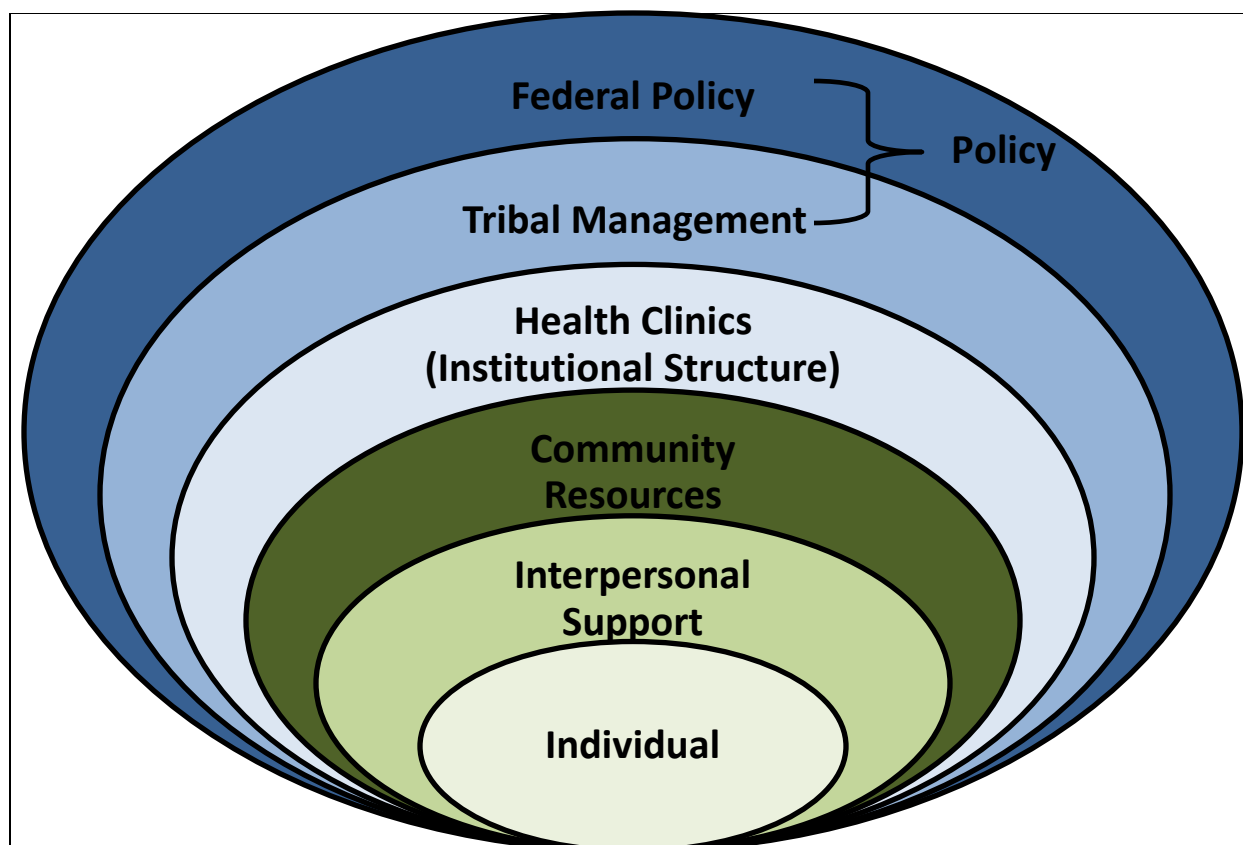 Federal Policy
Policy
Tribal Management
Health Clinics
(Institutional Structure)
Community
Resources
Interpersonal
Support
Individual